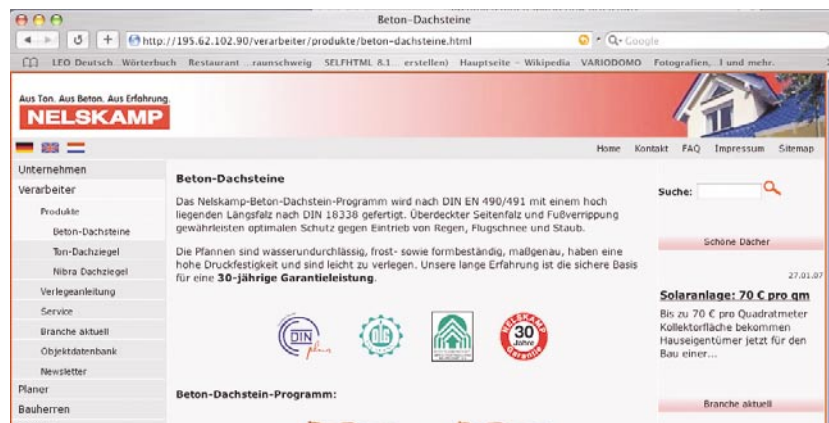 Beton-Dachsteine
http://195.62.102.90/verarbeiter/produkte/beton-dachsteine.html
Google
LEO Deutsch...Wörterbuch Restaurant ...raunschweig SELFHTML 8.1... erstellen) Hauptseite – Wikipedia VARIODOMO Fotografien, ...l und mehr.
Aus Ton. Aus Beton. Aus Erfahrung.
NELSKAMP
Home Kontakt FAQ Impressum Sitemap
Unternehmen
Verarbeiter
Produkte
Beton-Dachsteine
Ton-Dachziegel
Nibra Dachziegel
Verlegeanleitung
Service
Branche aktuell
Objektdatenbank
Newsletter
Planer
Bauherren
Beton-Dachsteine
Das Nelskamp-Beton-Dachstein-Programm wird nach DIN EN 490/491 mit einem hoch
liegenden Längsfalz nach DIN 18338 gefertigt. Überdeckter Seitenfalz und Fußverrippung
gewährleisten optimalen Schutz gegen Eintrieb von Regen, Flugschnee und Staub.
Die Pfannen sind wasserundurchlässig, frost- sowie formbeständig, maßgenau, haben eine
hohe Druckfestigkeit und sind leicht zu verlegen. Unsere lange Erfahrung ist die sichere Basis
für eine 30-jährige Garantieleistung.
DIN
plus
NELSKAMP
30
Jahre
Garantie
Beton-Dachstein-Programm:
Suche:
Schöne Dächer
27.01.07
Solaranlage: 70 € pro qm
Bis zu 70 € pro Quadratmeter
Kollektorfläche bekommen
Hauseigentümer jetzt für den
Bau einer...
Branche aktuell